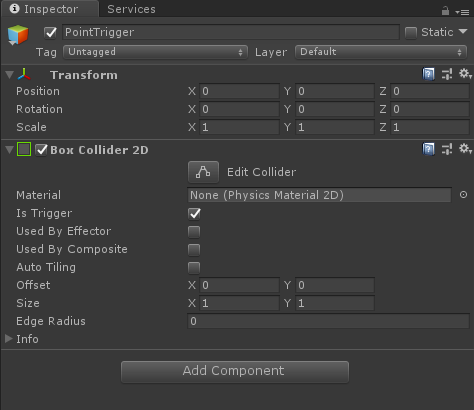 Inspector Services
PointTrigger Static
Tag Untagged Layer Default
Transform
Position X 0 Y 0 Z 0
Rotation X 0 Y 0 Z 0
Scale X 1 Y 1 Z 1
Box Collider 2D
Edit Collider
Material None (Physics Material 2D)
Is Trigger
Used By Effector
Used By Composite
Auto Tiling
Offset X 0 Y 0
Size X 1 Y 1
Edge Radius 0
Info
Add Component